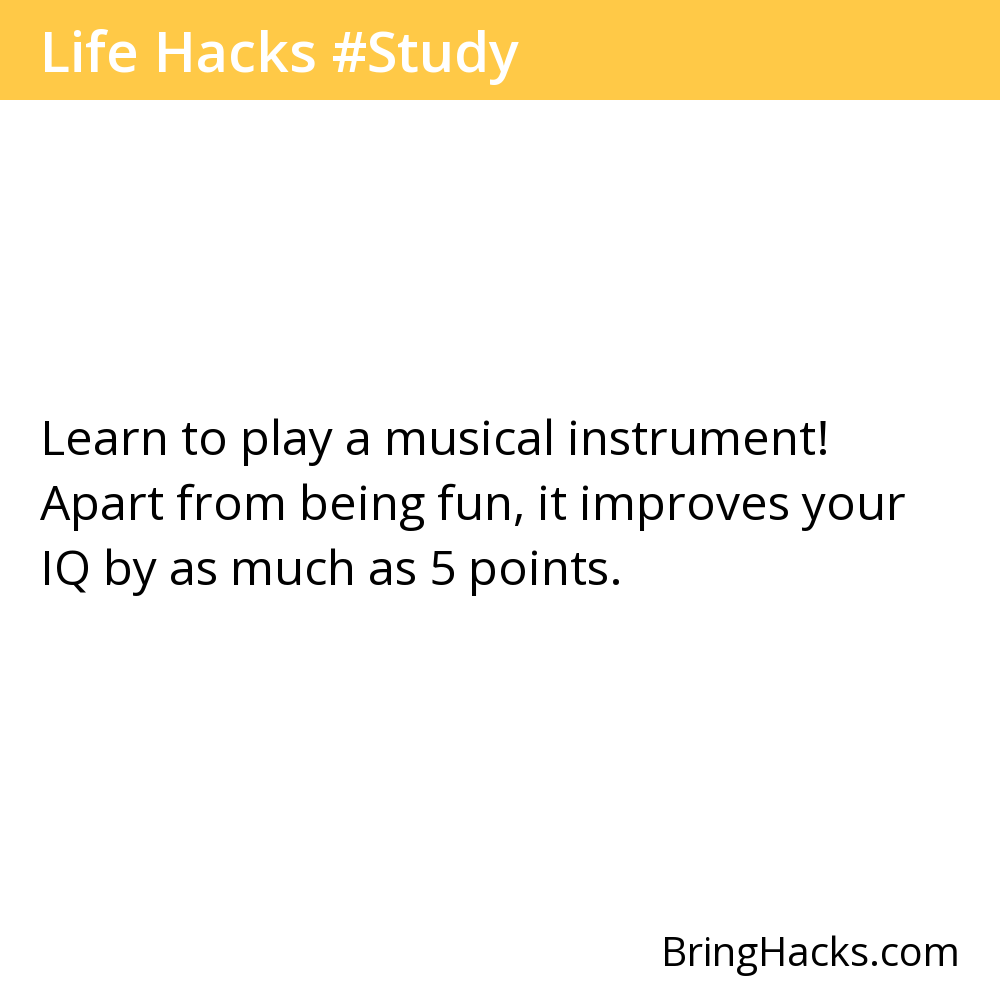 Life Hacks #Study
Learn to play a musical instrument!
Apart from being fun, it improves your
IQ by as much as 5 points.
BringHacks.com